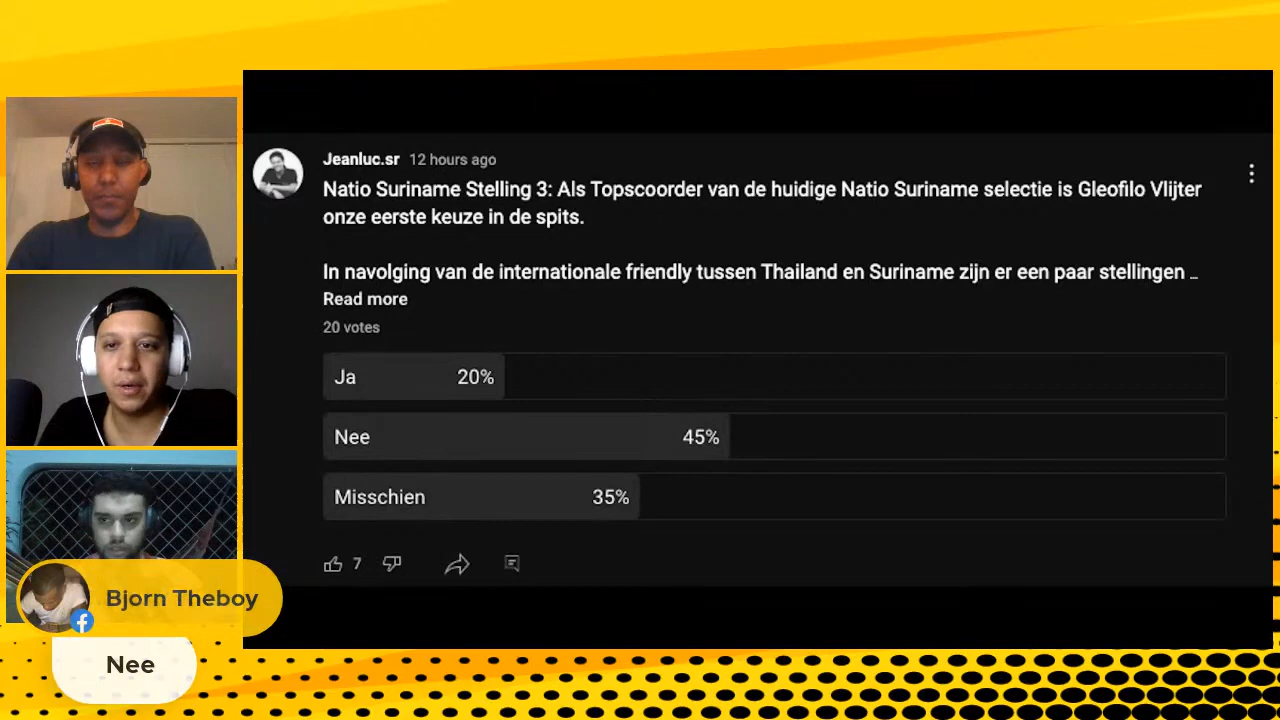 Jeanluc.sr 12 hours ago
Natio Suriname Stelling 3: Als Topscoorder van de huidige Natio Suriname selectie is Gleofilo Vlijter
onze eerste keuze in de spits.
In navolging van de internationale friendly tussen Thailand en Suriname zijn er een paar stellingen ...
Read more
20 votes
Ja 20%
Nee 45%
Misschien 35%
7
Bjorn Theboy
Nee